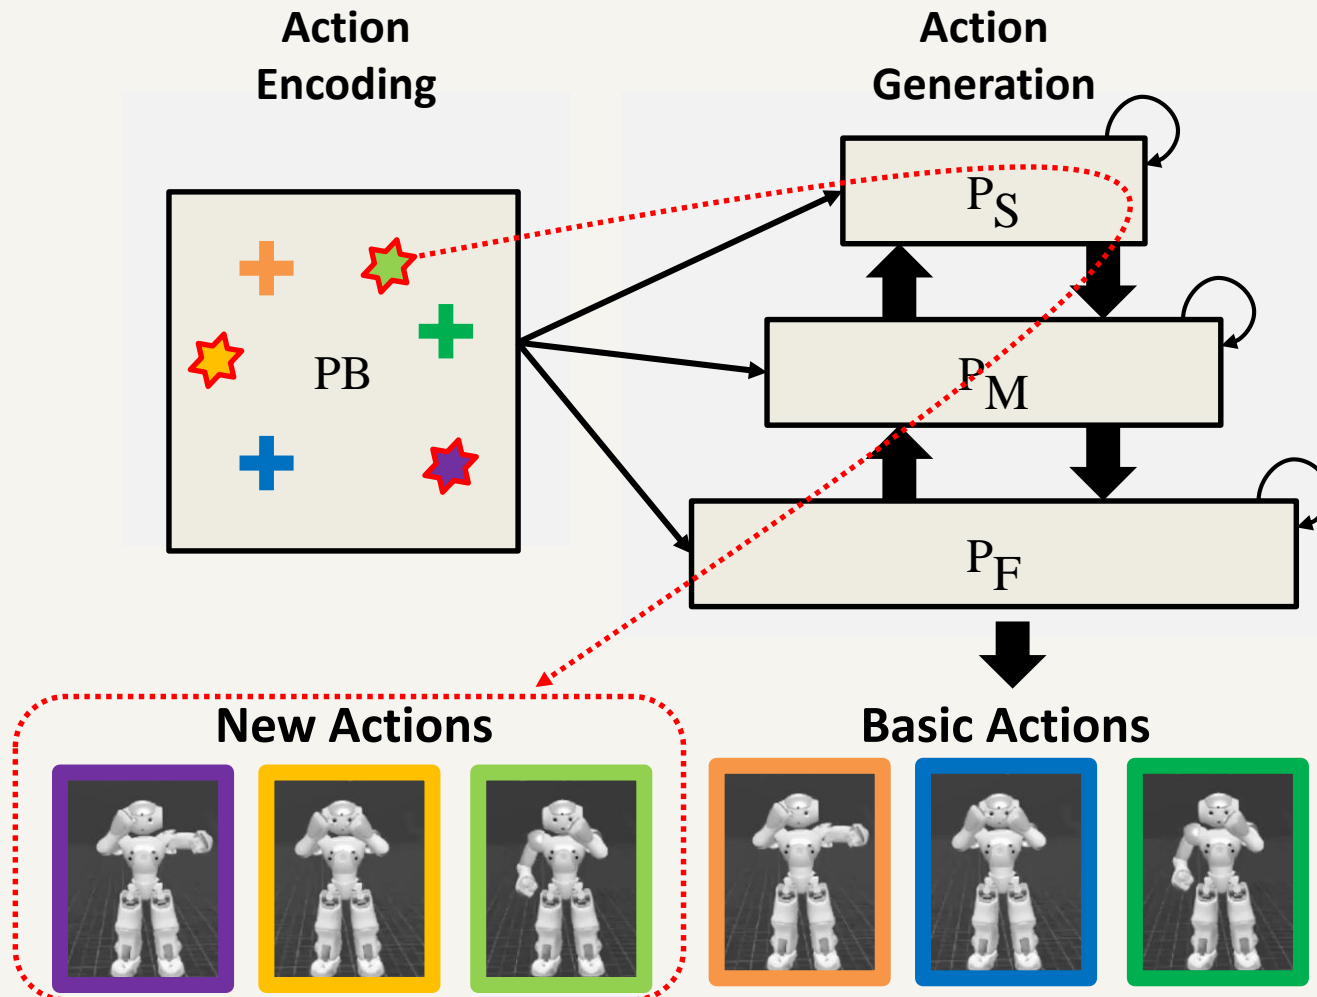 Action
Encoding
Action
Generation
PS
PB
PM
PF
New Actions
Basic Actions